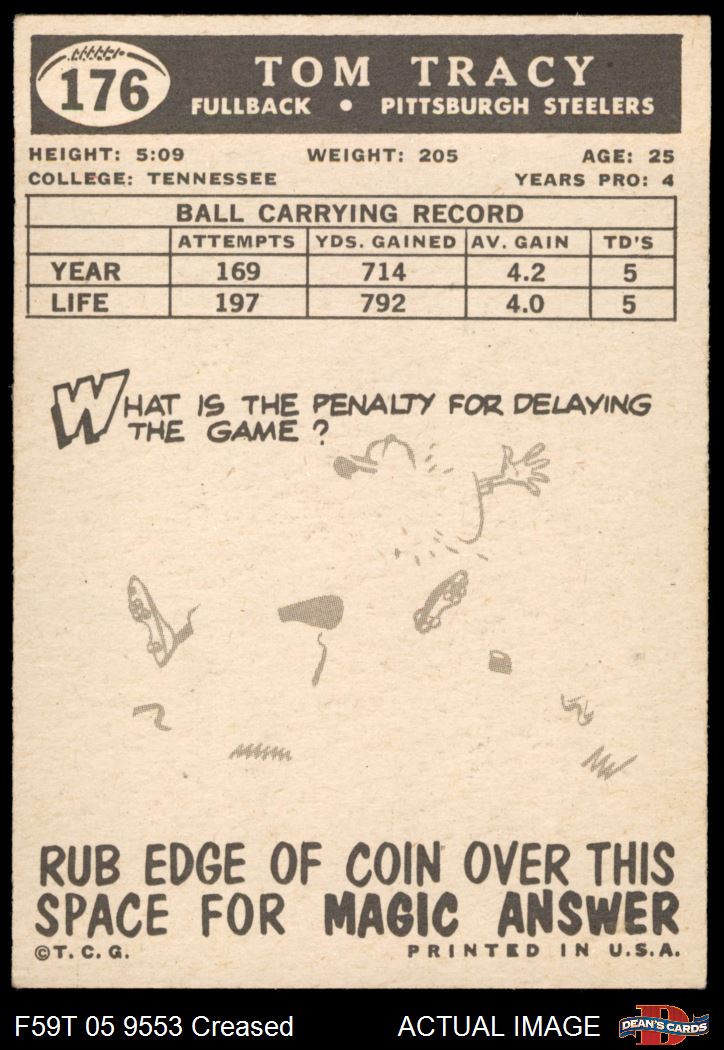 176
TOM TRACY
FULLBACK • PITTSBURGH STEELERS
HEIGHT: 5:09 WEIGHT: 205 AGE: 25
COLLEGE: TENNESSEE YEARS PRO: 4
BALL CARRYING RECORD
ATTEMPTS YDS. GAINED AV. GAIN TD'S
YEAR 169 714 4.2 5
LIFE 197 792 4.0 5
WHAT IS THE PENALTY FOR DELAYING
THE GAME ?
RUB EDGE OF COIN OVER THIS
SPACE FOR MAGIC ANSWER
©T. C. G. PRINTED IN U.S.A.
F59T 05 9553 Creased ACTUAL IMAGE
D
DEAN'S CARDS